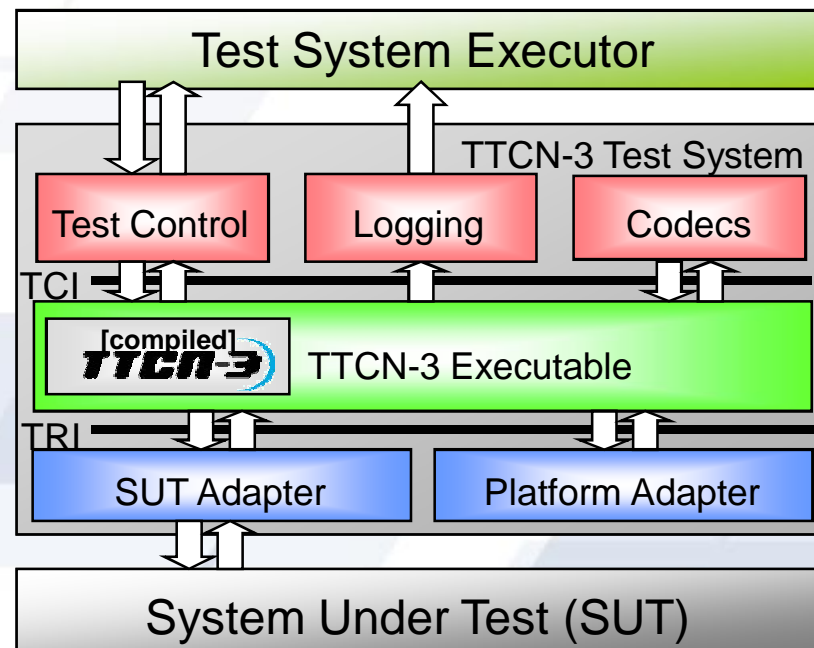 Test System Executor
TTCN-3 Test System
Test Control
Logging
Codecs
TCI
[compiled]
TTCN-3
TTCN-3 Executable
TRI
SUT Adapter
Platform Adapter
System Under Test (SUT)